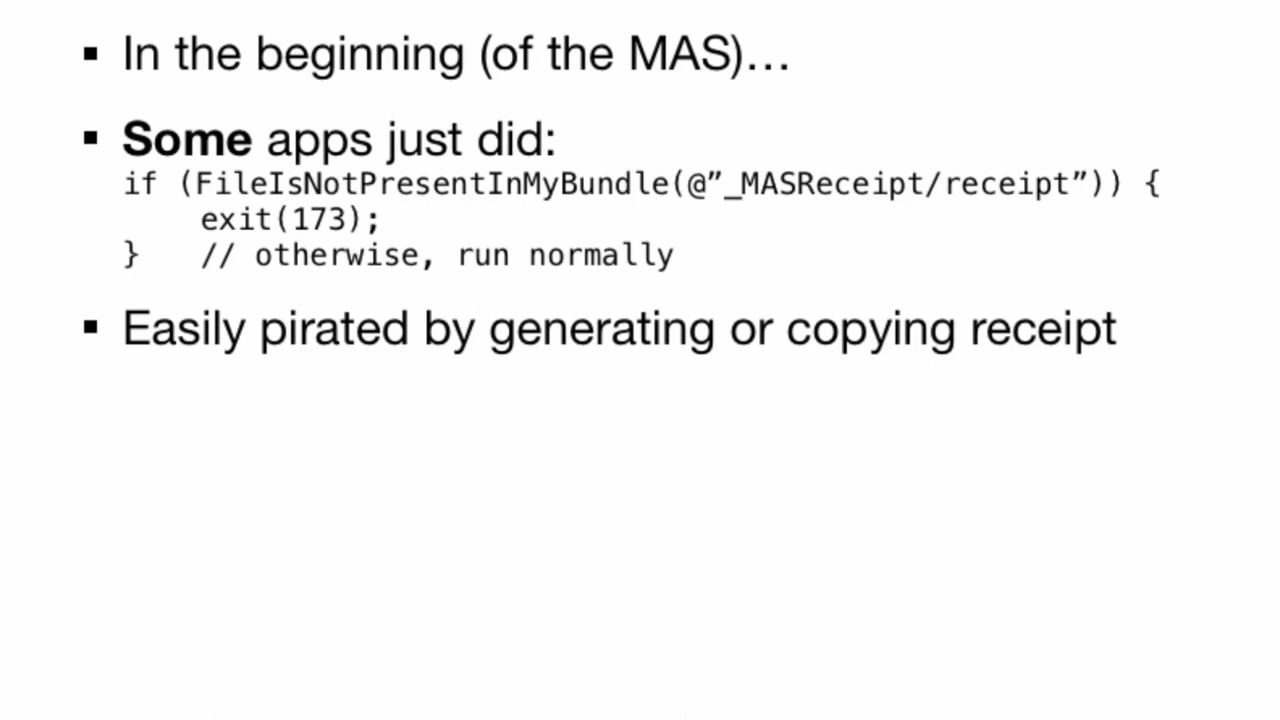 ▪ In the beginning (of the MAS)…
▪ Some apps just did:
if (FileIsNotPresentInMyBundle(@”_MASReceipt/receipt”)) {
    exit(173);
}   // otherwise, run normally
▪ Easily pirated by generating or copying receipt